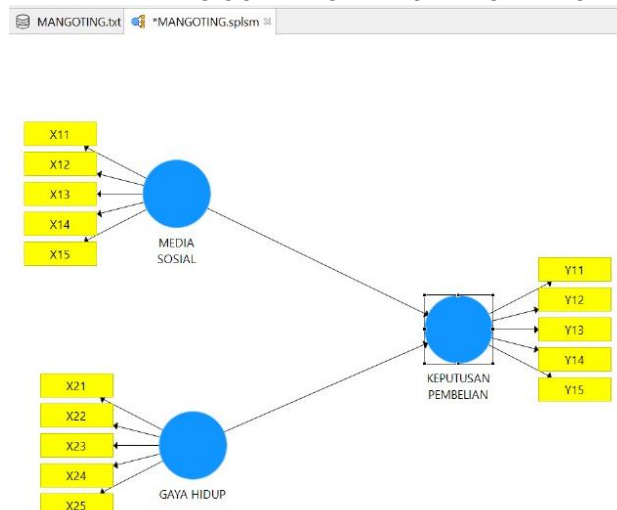 MANGOTING.txt *MANGOTING.splsm
X11
X12
X13
X14
X15
MEDIA
SOSIAL
Y11
Y12
Y13
Y14
Y15
KEPUTUSAN
PEMBELIAN
X21
X22
X23
X24
X25
GAYA HIDUP